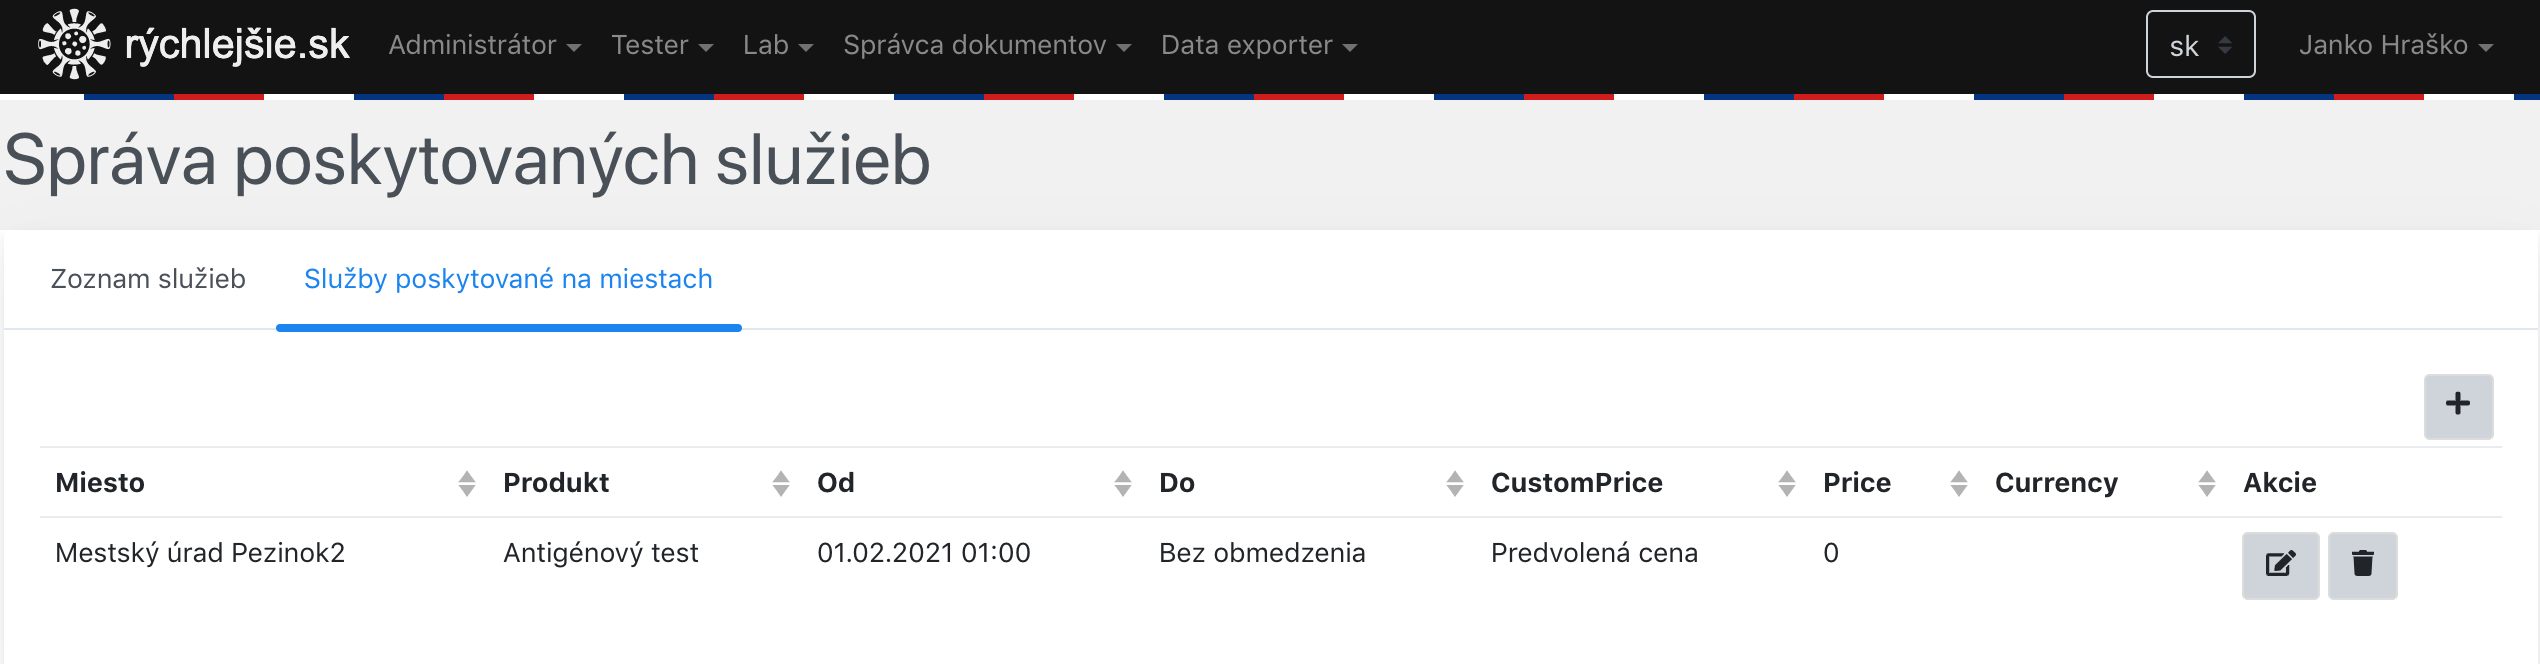 rýchlejšie.sk Administrátor Tester Lab Správca dokumentov Data exporter sk Janko Hraško
Správa poskytovaných služieb
Zoznam služieb Služby poskytované na miestach
Miesto Produkt Od Do CustomPrice Price Currency Akcie
Mestský úrad Pezinok2 Antigénový test 01.02.2021 01:00 Bez obmedzenia Predvolená cena 0